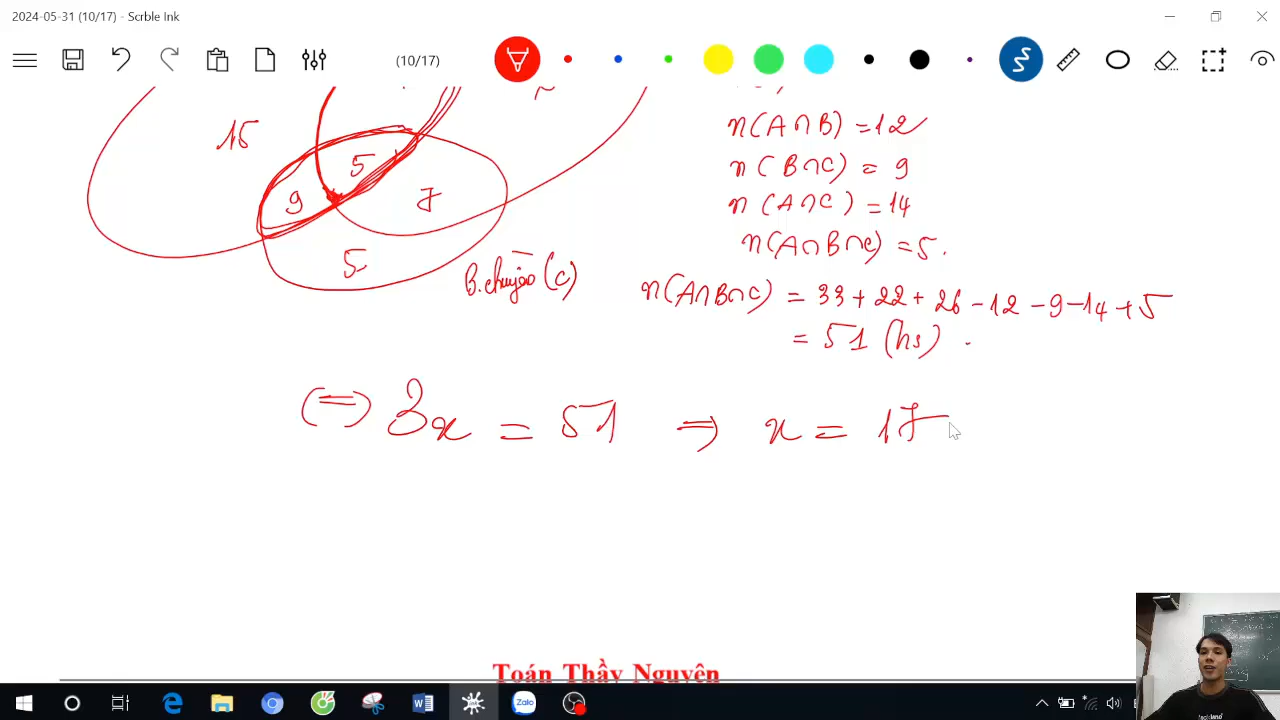 2024-05-31 (10/17) - Scrble Ink
(10/17)
15
5
9
7
5
B.chuyền (C)
n(A∩B) = 12
n(B∩C) = 9
n(A∩C) = 14
n(A∩B∩C) = 5.
n(A∩B∩C) = 33 + 22 + 26 - 12 - 9 - 14 + 5
= 51 (hs).
(=) 3x = 51 ⇒ x = 17
Toán Thầy Nguyên
Zalo